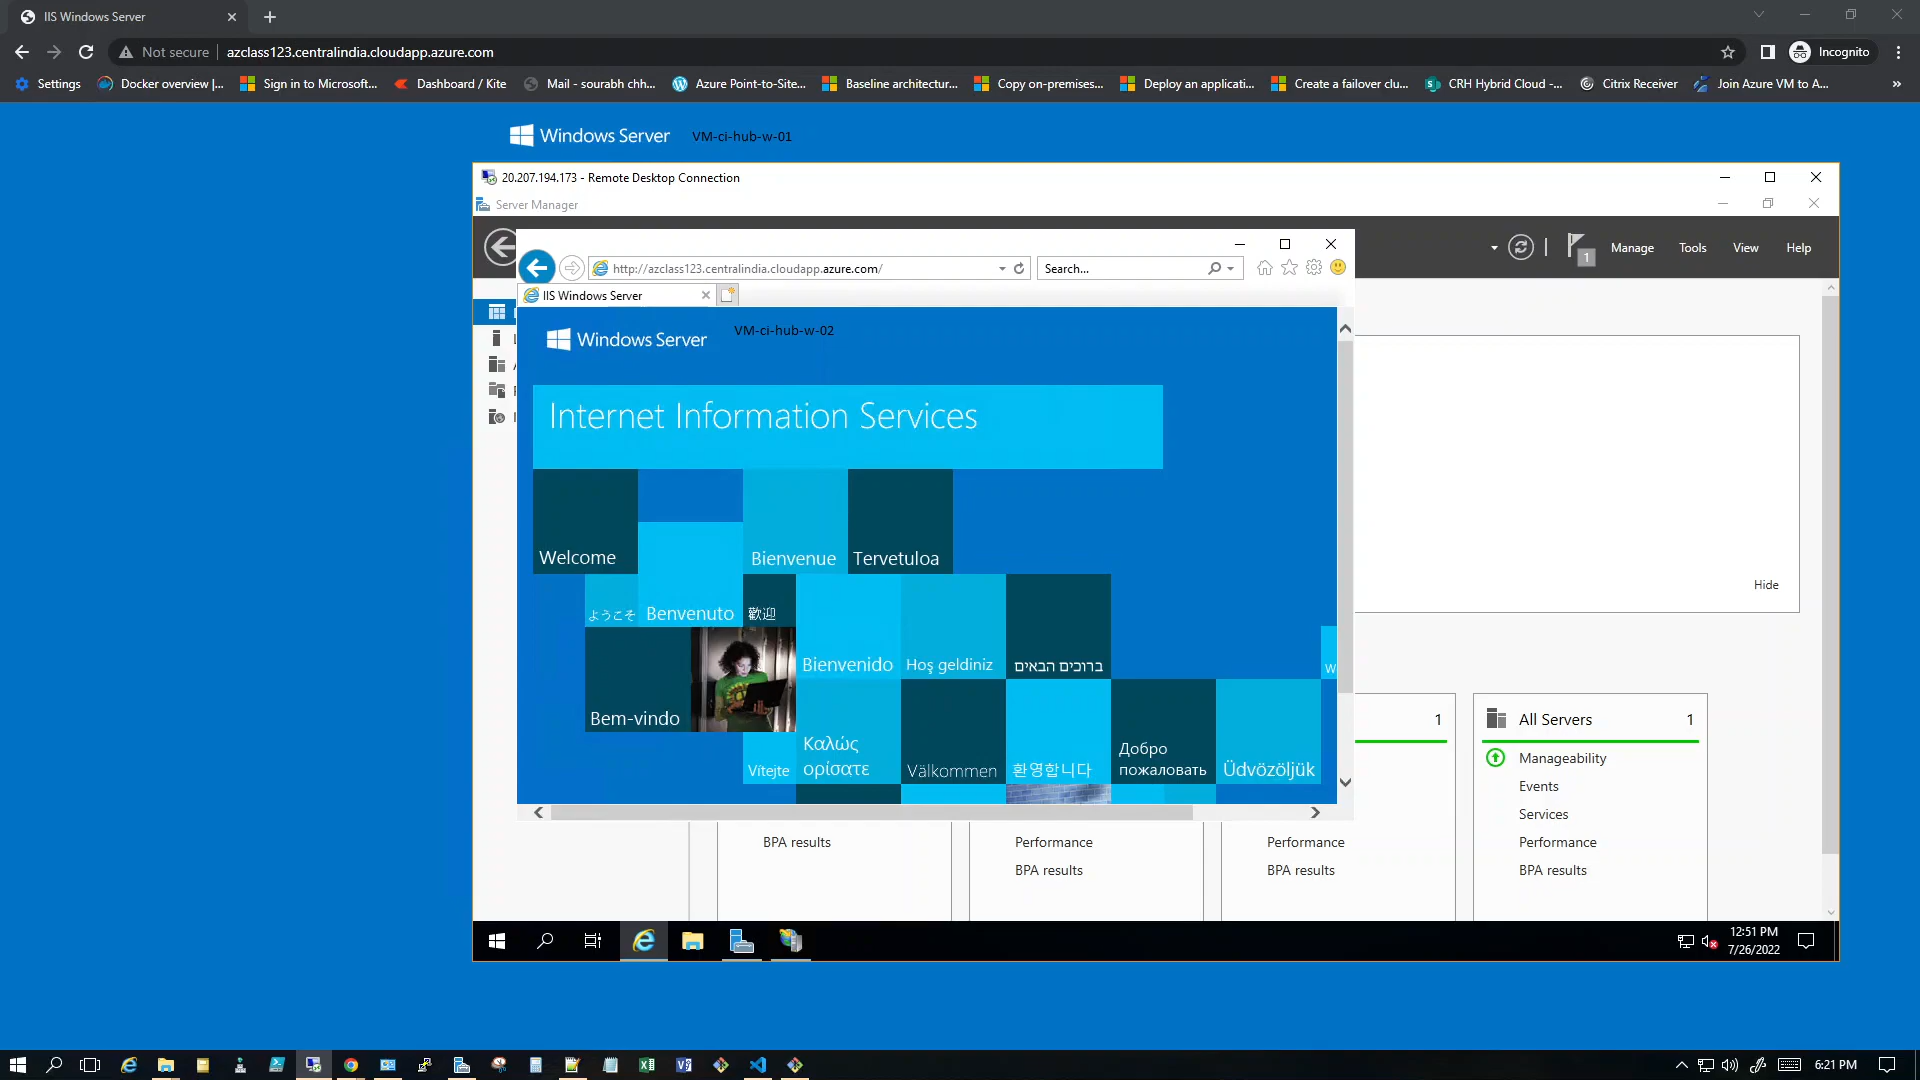 IIS Windows Server
Not secure
azclass123.centralindia.cloudapp.azure.com
Incognito
Settings
Docker overview |...
Sign in to Microsoft...
Dashboard / Kite
Mail - sourabh chh...
Azure Point-to-Site...
Baseline architectur...
Copy on-premises...
Deploy an applicati...
Create a failover clu...
CRH Hybrid Cloud -...
Citrix Receiver
Join Azure VM to A...
»
Windows Server
VM-ci-hub-w-01
20.207.194.173 - Remote Desktop Connection
Server Manager
1
Manage
Tools
View
Help
http://azclass123.centralindia.cloudapp.azure.com/
Search...
IIS Windows Server
Windows Server
VM-ci-hub-w-02
Internet Information Services
Welcome
Bienvenue
Tervetuloa
ようこそ
Benvenuto
歡迎
Bienvenido
Hoş geldiniz
ברוכים הבאים
Bem-vindo
Vítejte
Καλώς
ορίσατε
Välkommen
환영합니다
Добро
пожаловать
Üdvözöljük
Hide
1
All Servers
1
Manageability
Events
Services
Performance
BPA results
BPA results
Performance
BPA results
Performance
BPA results
12:51 PM
7/26/2022
6:21 PM